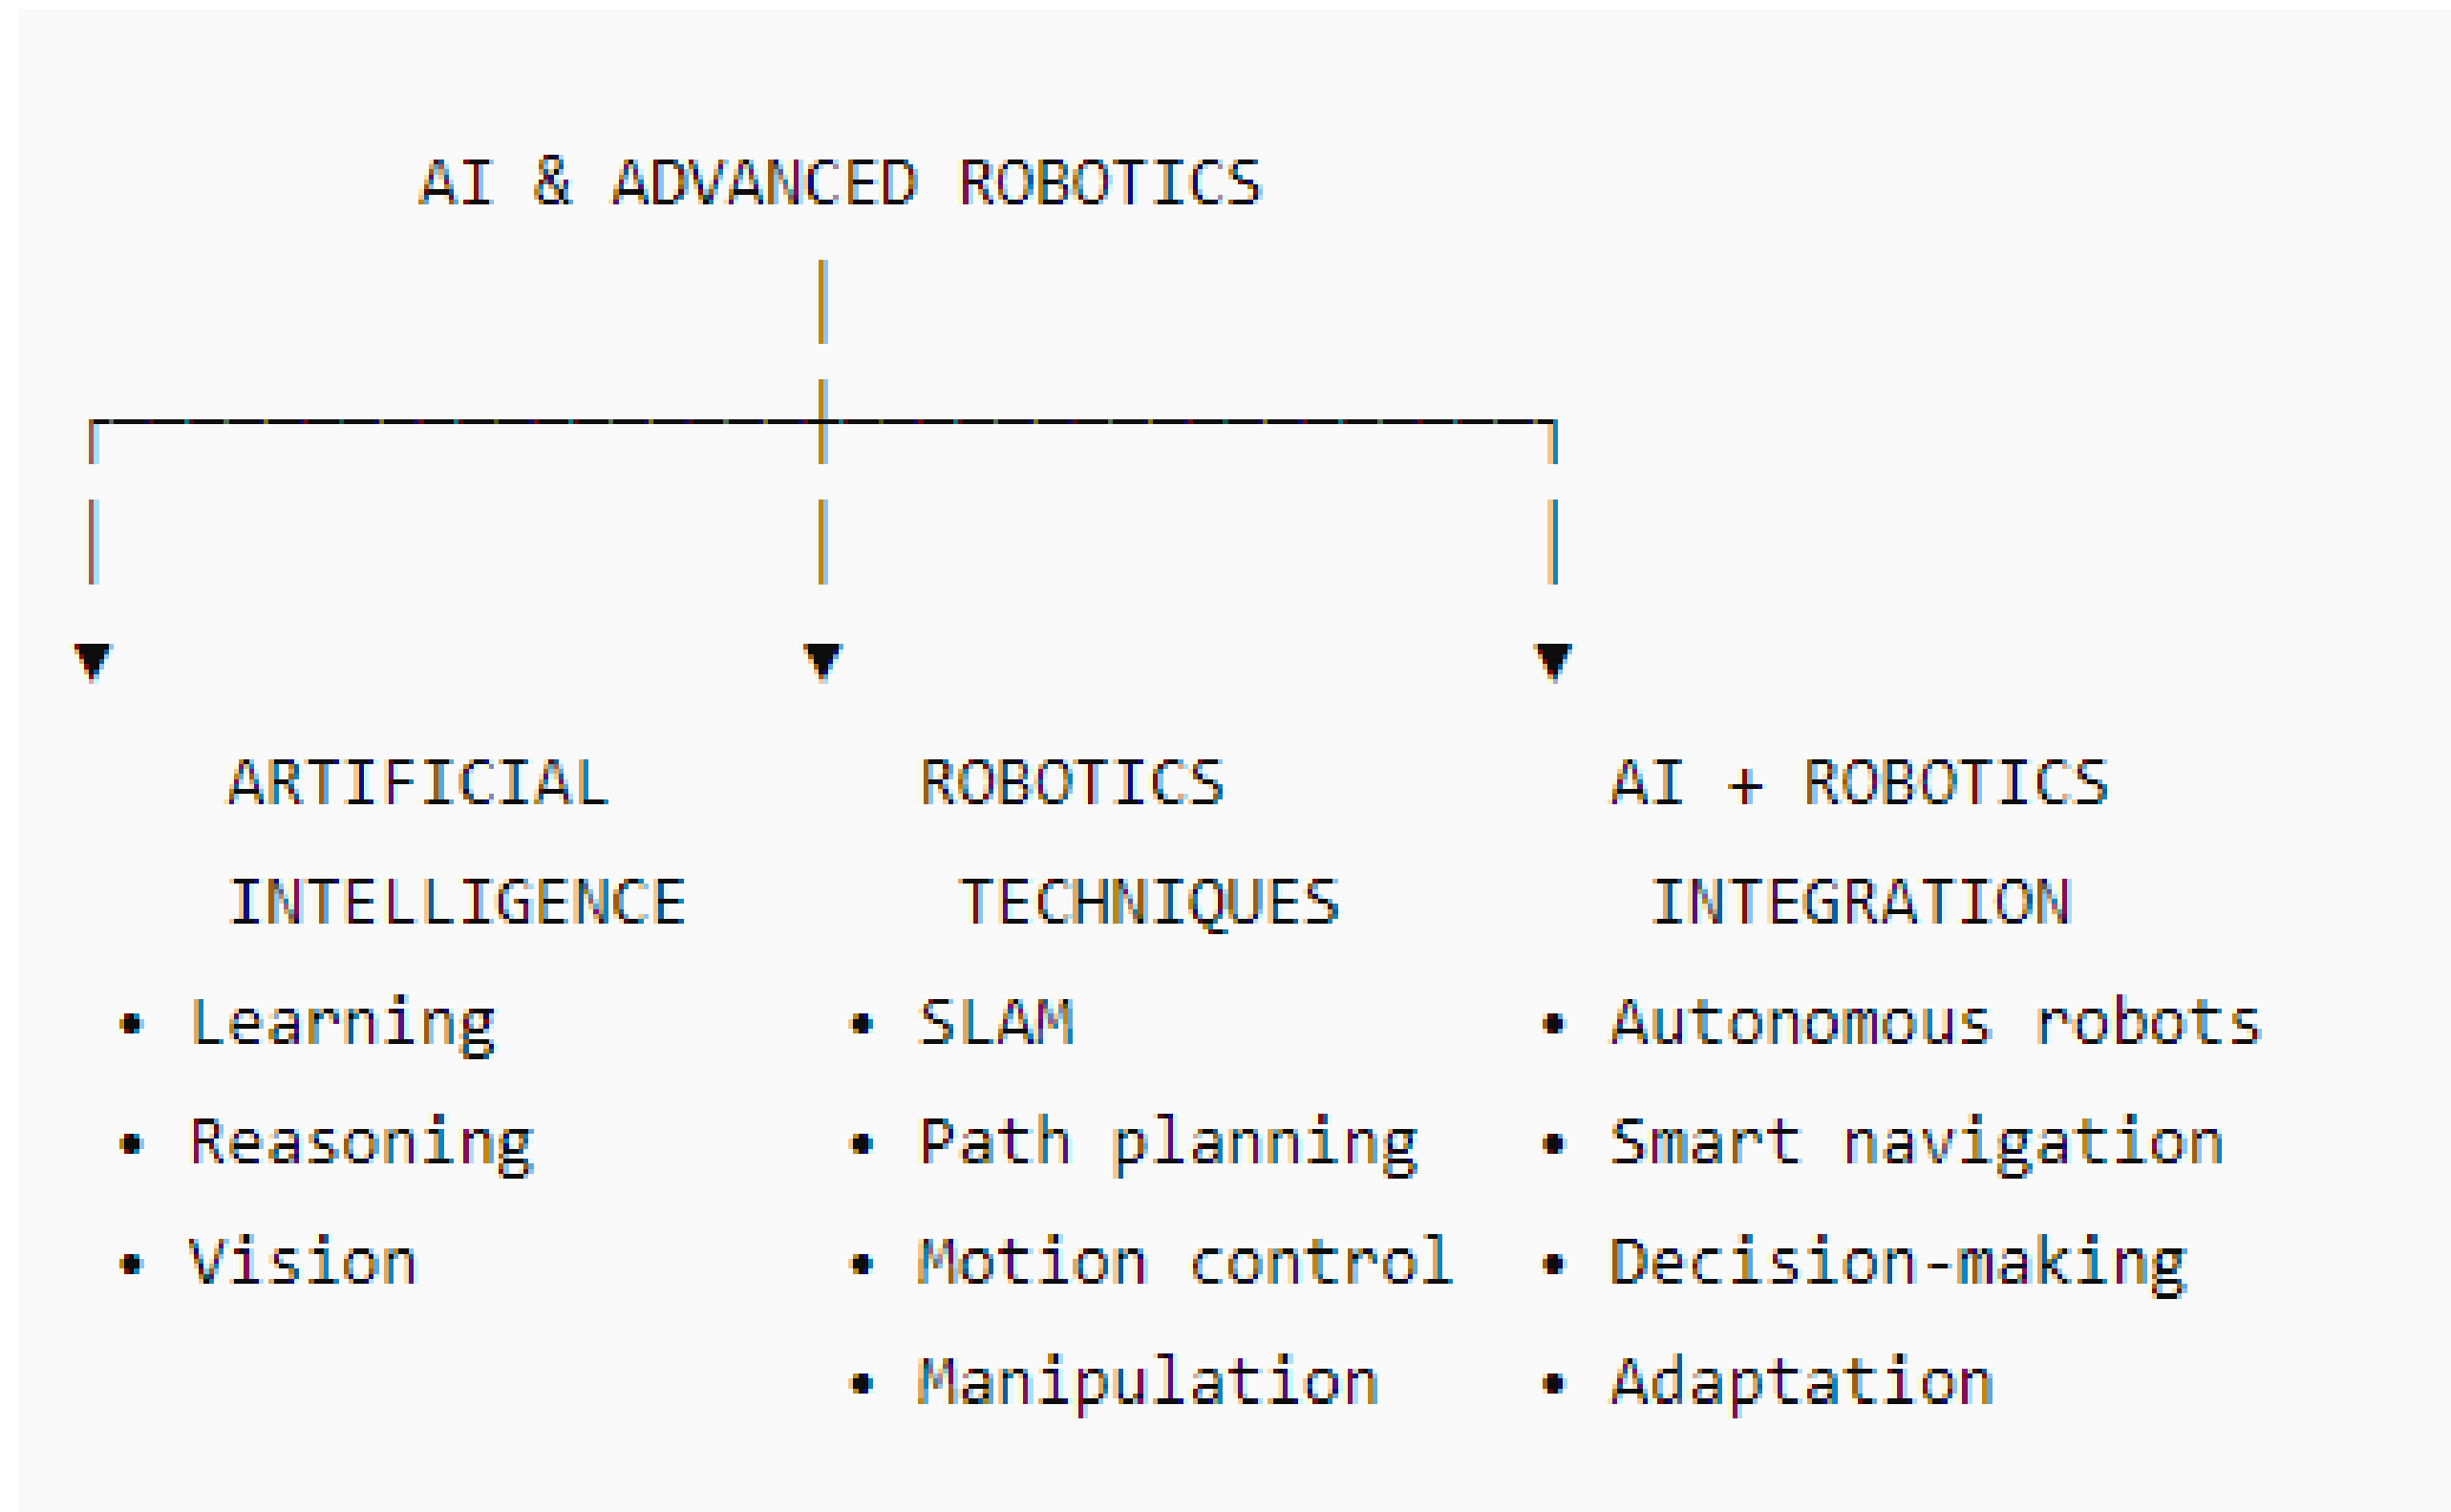 AI & ADVANCED ROBOTICS
ARTIFICIAL
INTELLIGENCE
• Learning
• Reasoning
• Vision
ROBOTICS
TECHNIQUES
• SLAM
• Path planning
• Motion control
• Manipulation
AI + ROBOTICS
INTEGRATION
• Autonomous robots
• Smart navigation
• Decision-making
• Adaptation